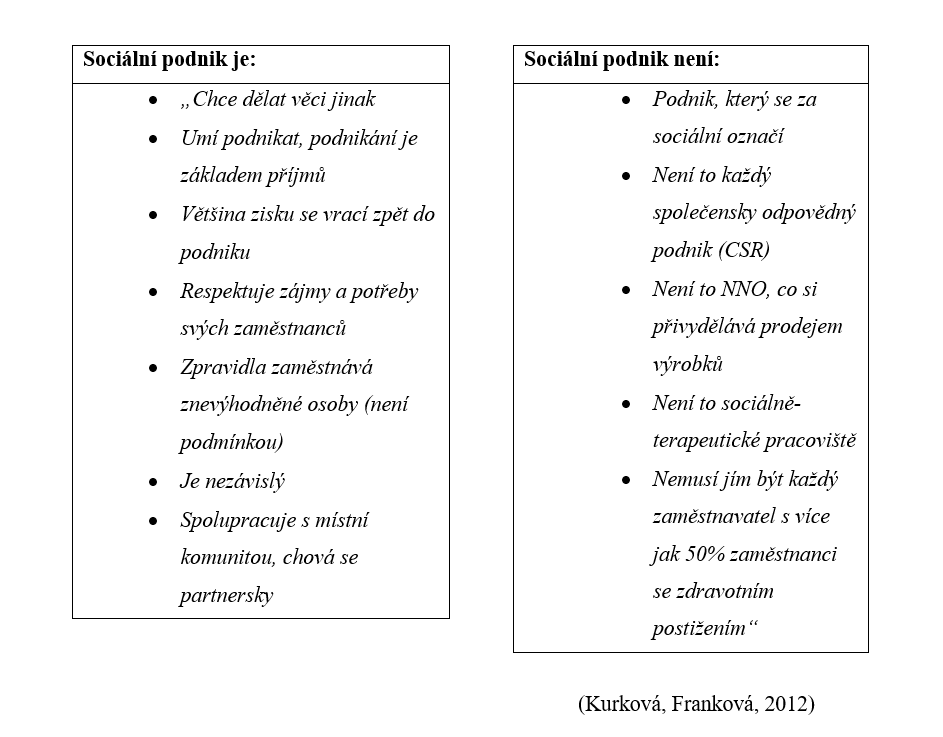 Sociální podnik je:
• „Chce dělat věci jinak
• Umí podnikat, podnikání je
základem příjmů
• Většina zisku se vrací zpět do
podniku
• Respektuje zájmy a potřeby
svých zaměstnanců
• Zpravidla zaměstnává
znevýhodněné osoby (není
podmínkou)
• Je nezávislý
• Spolupracuje s místní
komunitou, chová se
partnersky
Sociální podnik není:
• Podnik, který se za
sociální označí
• Není to každý
společensky odpovědný
podnik (CSR)
• Není to NNO, co si
přivydělává prodejem
výrobků
• Není to sociálně-
terapeutické pracoviště
• Nemusí jím být každý
zaměstnavatel s více
jak 50% zaměstnanci
se zdravotním
postižením“
(Kurková, Franková, 2012)